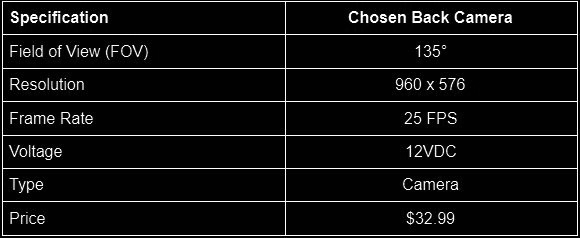 Specification Chosen Back Camera
Field of View (FOV) 135°
Resolution 960 x 576
Frame Rate 25 FPS
Voltage 12VDC
Type Camera
Price $32.99